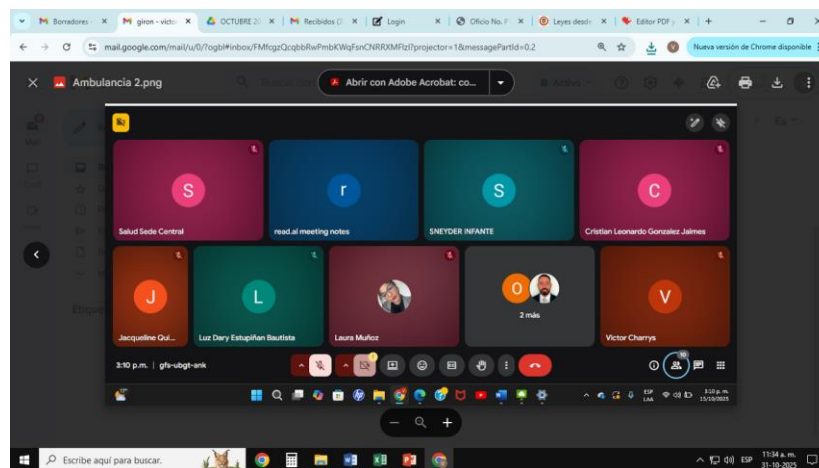 Borradores -
giron - victo
OCTUBRE 20
Recibidos (
Login
Oficio No. F
Leyes desde
Editor PDF
mail.google.com/mail/u/0/?ogbl#inbox/FMfcgzQcqbbRwPmbKWqFsnCNRRXMFlzl?projector=1&messagePartId=0.2
Nueva versión de Chrome disponible
Ambulancia 2.png
Abrir con Adobe Acrobat: co...
S
r
S
C
Salud Sede Central
read.ai meeting notes
SNEYDER INFANTE
Cristian Leonardo Gonzalez Jaimes
J
L
O
2 más
V
Jacqueline Qui...
Luz Dary Estupiñan Bautista
Laura Muñoz
Victor Charrys
3:10 p.m. | gfs-ubgt-ank
10
ESP
LAA
3:10 p. m.
15/10/2025
Escribe aquí para buscar.
ESP
11:34 a. m.
31-10-2025